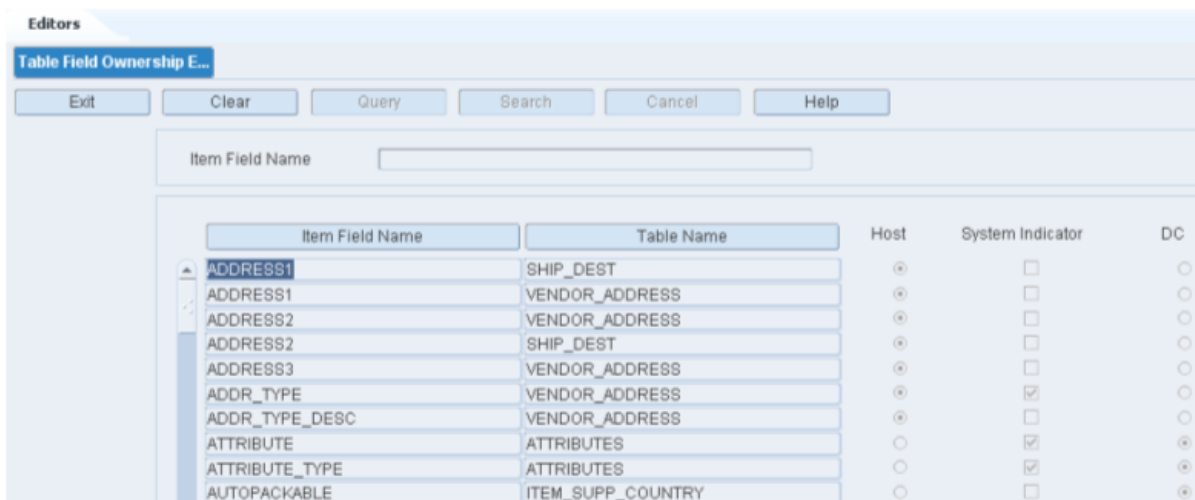 Editors
Table Field Ownership E...
Exit Clear Query Search Cancel Help
Item Field Name
Item Field Name Table Name Host System Indicator DC
ADDRESS1 SHIP_DEST
ADDRESS1 VENDOR_ADDRESS
ADDRESS2 VENDOR_ADDRESS
ADDRESS2 SHIP_DEST
ADDRESS3 VENDOR_ADDRESS
ADDR_TYPE VENDOR_ADDRESS
ADDR_TYPE_DESC VENDOR_ADDRESS
ATTRIBUTE ATTRIBUTES
ATTRIBUTE_TYPE ATTRIBUTES
AUTOPACKABLE ITEM_SUPP_COUNTRY